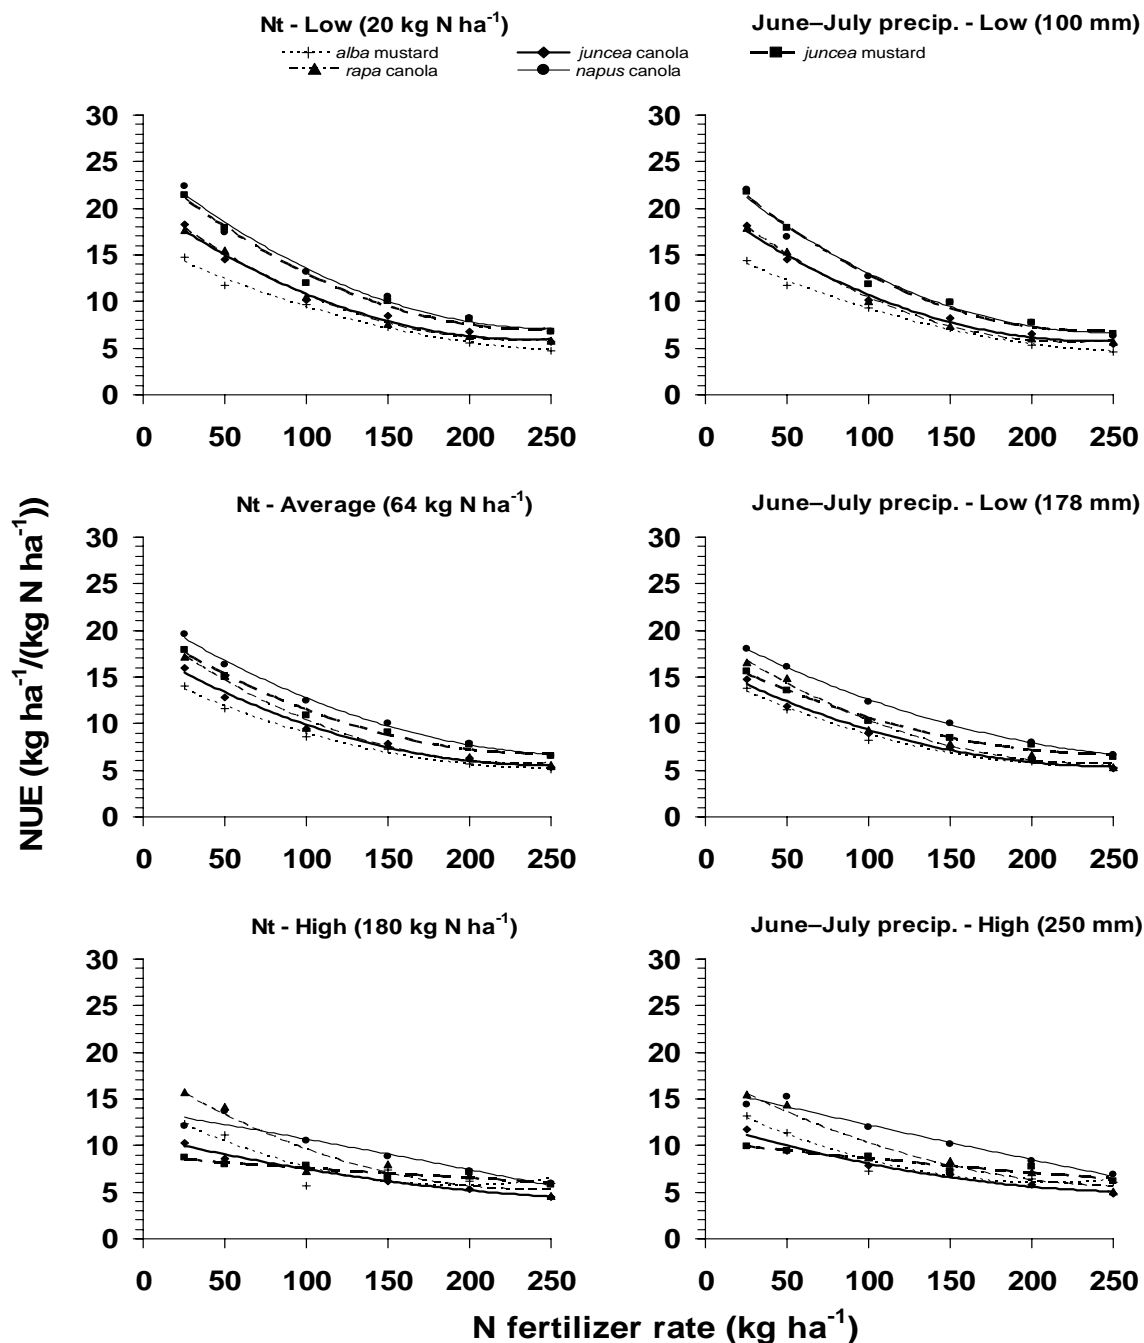 Nt - Low (20 kg N ha-1)
June–July precip. - Low (100 mm)
alba mustard
juncea canola
juncea mustard
rapa canola
napus canola
30
25
20
15
10
5
0
0 50 100 150 200 250
30
25
20
15
10
5
0
0 50 100 150 200 250
Nt - Average (64 kg N ha-1)
June–July precip. - Low (178 mm)
NUE (kg ha-1/(kg N ha-1))
30
25
20
15
10
5
0
0 50 100 150 200 250
30
25
20
15
10
5
0
0 50 100 150 200 250
Nt - High (180 kg N ha-1)
June–July precip. - High (250 mm)
30
25
20
15
10
5
0
0 50 100 150 200 250
30
25
20
15
10
5
0
0 50 100 150 200 250
N fertilizer rate (kg ha-1)